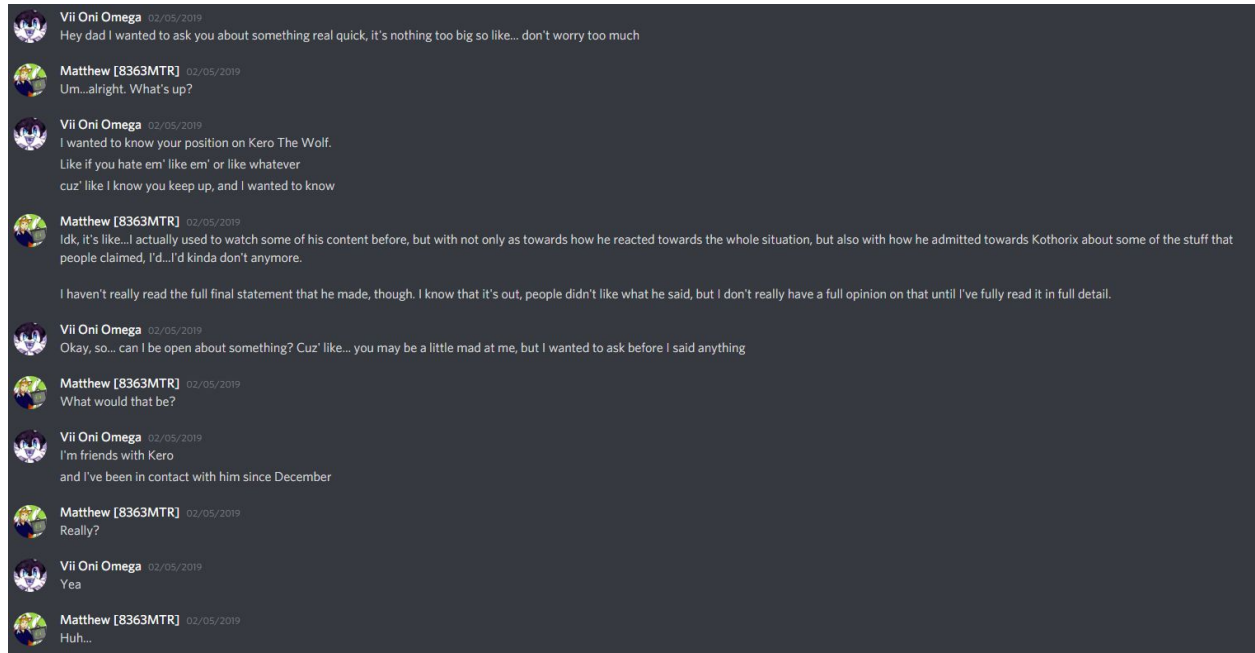 Vii Oni Omega 02/05/2019
Hey dad I wanted to ask you about something real quick, it's nothing too big so like... don't worry too much
Matthew [8363MTR] 02/05/2019
Um...alright. What's up?
Vii Oni Omega 02/05/2019
I wanted to know your position on Kero The Wolf.
Like if you hate em' like em' or like whatever
cuz' like I know you keep up, and I wanted to know
Matthew [8363MTR] 02/05/2019
Idk, it's like...I actually used to watch some of his content before, but with not only as towards how he reacted towards the whole situation, but also with how he admitted towards Kothorix about some of the stuff that
people claimed, I'd...I'd kinda don't anymore.
I haven't really read the full final statement that he made, though. I know that it's out, people didn't like what he said, but I don't really have a full opinion on that until I've fully read it in full detail.
Vii Oni Omega 02/05/2019
Okay, so... can I be open about something? Cuz' like... you may be a little mad at me, but I wanted to ask before I said anything
Matthew [8363MTR] 02/05/2019
What would that be?
Vii Oni Omega 02/05/2019
I'm friends with Kero
and I've been in contact with him since December
Matthew [8363MTR] 02/05/2019
Really?
Vii Oni Omega 02/05/2019
Yea
Matthew [8363MTR] 02/05/2019
Huh...